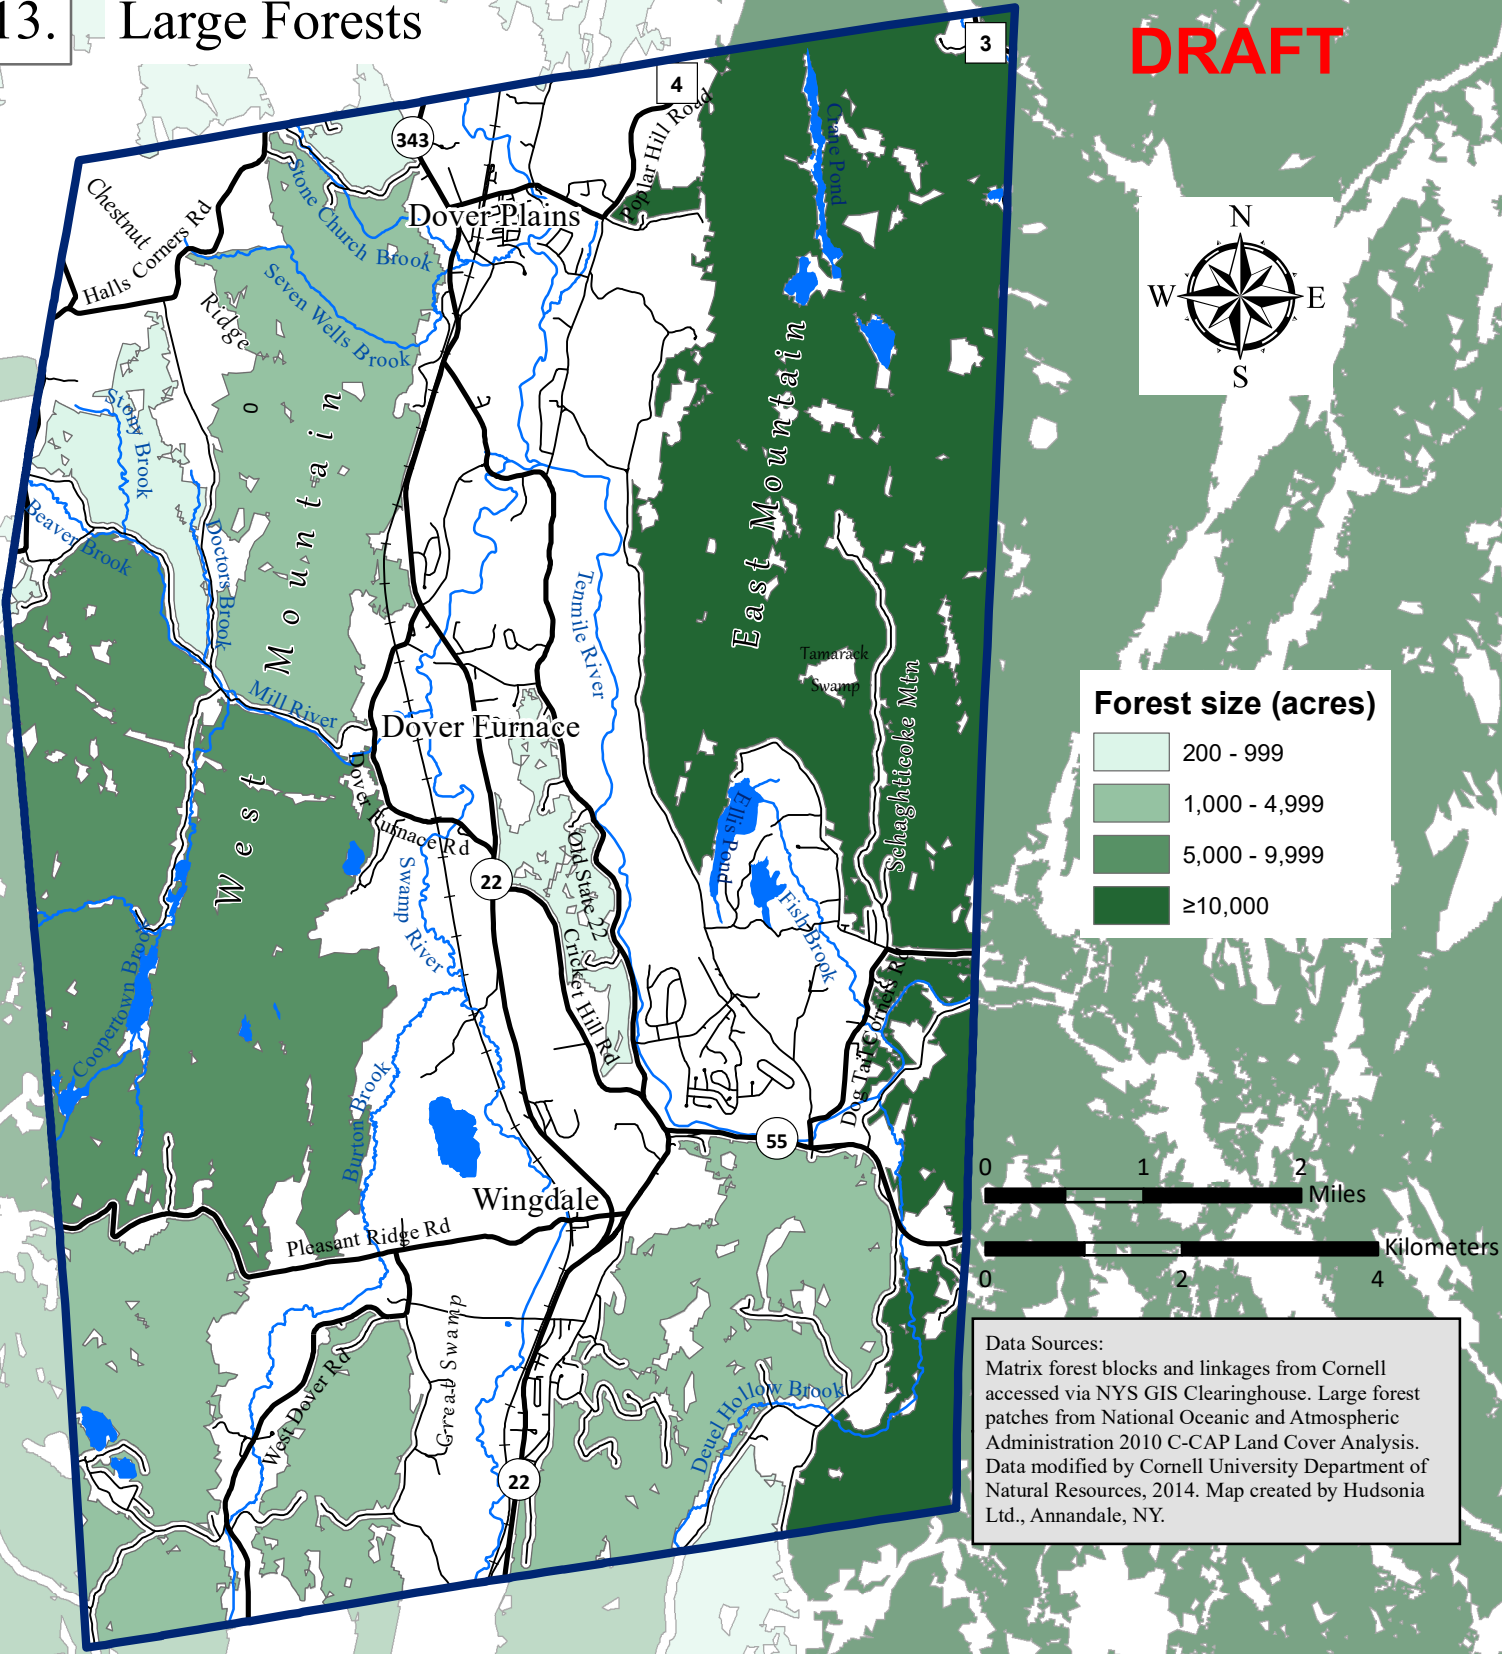 13.
Large Forests
DRAFT
3
4
343
Poplar Hill Road
Crane Pond
Chestnut
Ridge
Halls Corners Rd
Stone Church Brook
Dover Plains
Seven Wells Brook
N
W
E
S
Stony Brook
Beaver Brook
Doctors Brook
West Mountain
East Mountain
Tenmile River
Tamarack
Swamp
Schaghticoke Mtn
Mill River
Dover Furnace
Dover Furnace Rd
Forest size (acres)
200 - 999
1,000 - 4,999
5,000 - 9,999
≥10,000
Ellis Pond
Fish Brook
22
Old State 22
Cricket Hill Rd
Swamp River
Coopertown Brook
Burton Brook
Dog Tail Corners Rd
55
Wingdale
Pleasant Ridge Rd
0
1
2
Miles
Kilometers
0
2
4
Great Swamp
West Dover Rd
Deuel Hollow Brook
22
0
Data Sources:
Matrix forest blocks and linkages from Cornell
accessed via NYS GIS Clearinghouse. Large forest
patches from National Oceanic and Atmospheric
Administration 2010 C-CAP Land Cover Analysis.
Data modified by Cornell University Department of
Natural Resources, 2014. Map created by Hudsonia
Ltd., Annandale, NY.